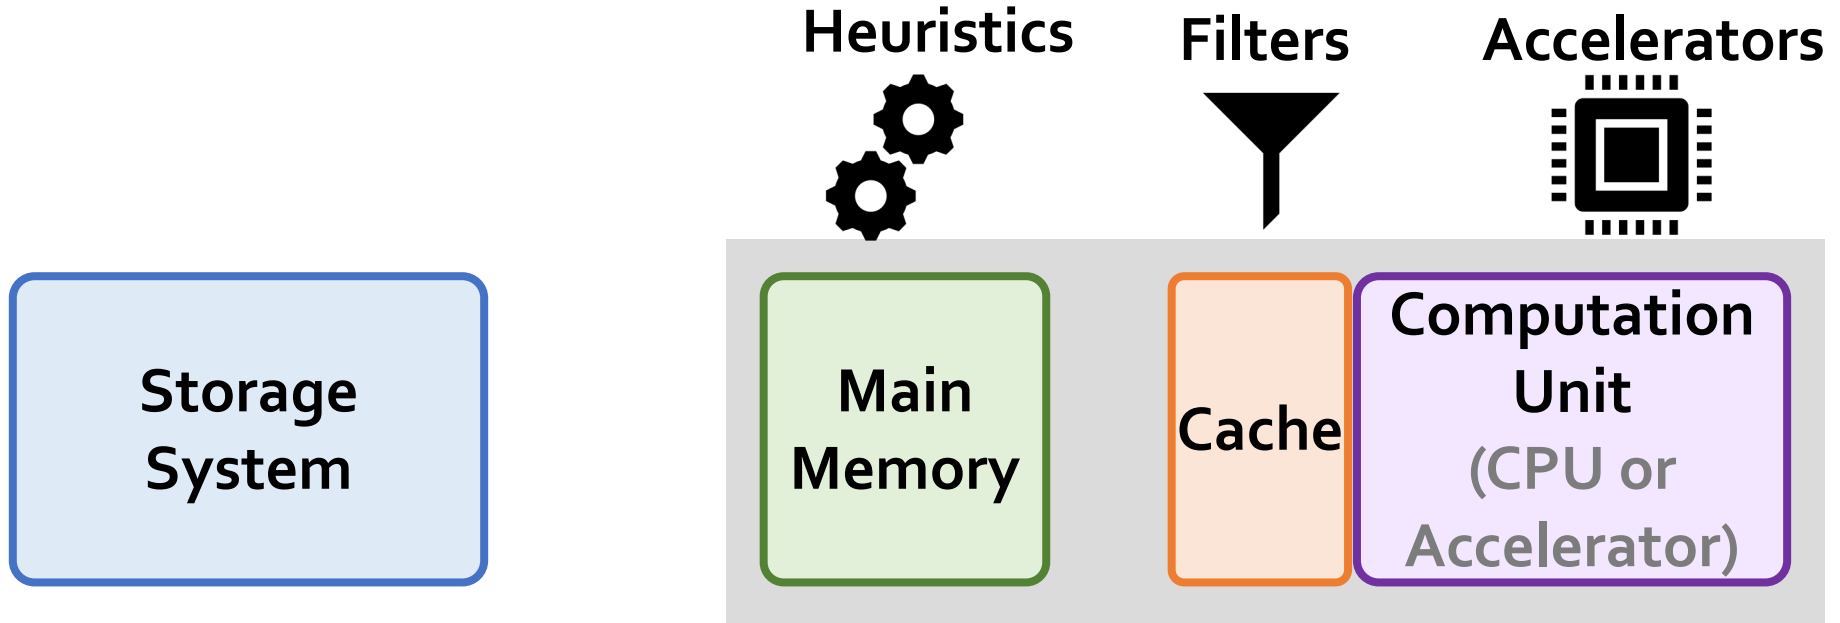 Heuristics
Filters
Accelerators
Storage
System
Main
Memory
Cache
Computation
Unit
(CPU or
Accelerator)